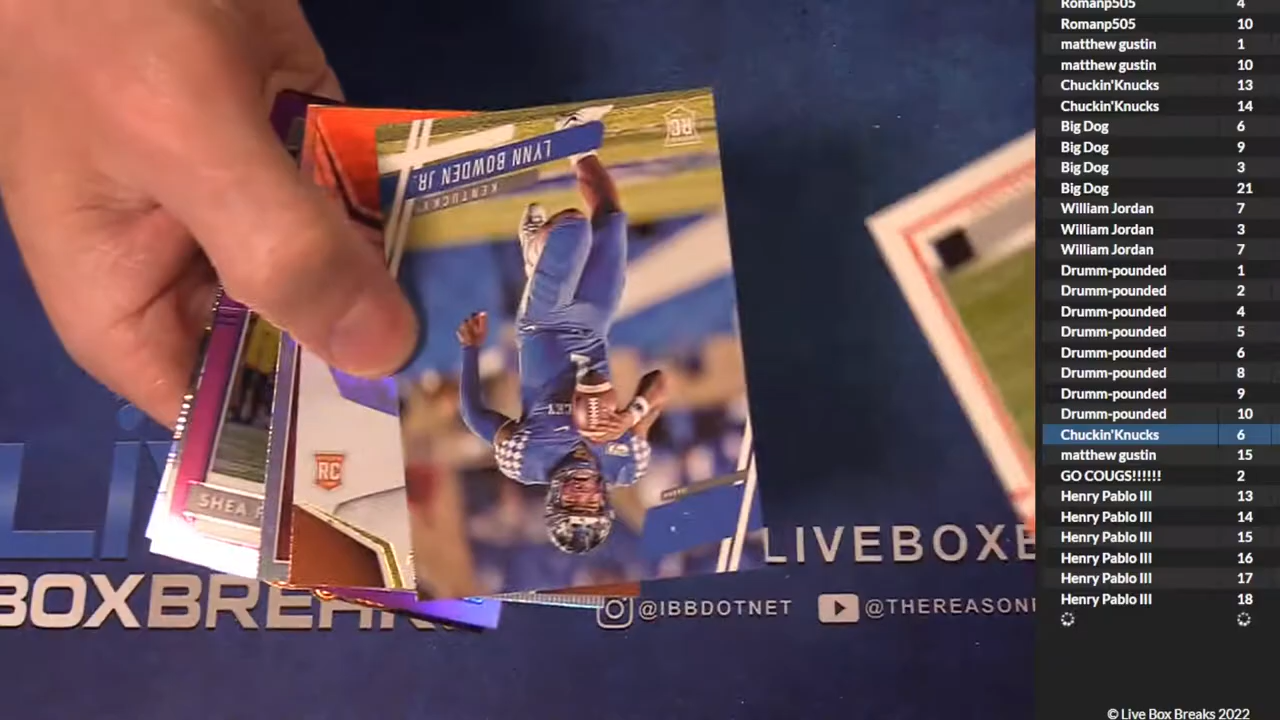 Romanp505 4
Romanp505 10
matthew gustin 1
matthew gustin 10
Chuckin'Knucks 13
Chuckin'Knucks 14
Big Dog 6
Big Dog 9
Big Dog 3
Big Dog 21
William Jordan 7
William Jordan 3
William Jordan 7
Drumm-pounded 1
Drumm-pounded 2
Drumm-pounded 4
Drumm-pounded 5
Drumm-pounded 6
Drumm-pounded 8
Drumm-pounded 9
Drumm-pounded 10
Chuckin'Knucks 6
matthew gustin 15
GO COUGS!!!!!! 2
Henry Pablo III 13
Henry Pablo III 14
Henry Pablo III 15
Henry Pablo III 16
Henry Pablo III 17
Henry Pablo III 18
© Live Box Breaks 2022
RC
LYNN BOWDEN JR.
KENTUCKY
RC
SHEA
LIVEBOX
BOXBRE
@IBBDOTNET
@THEREASON